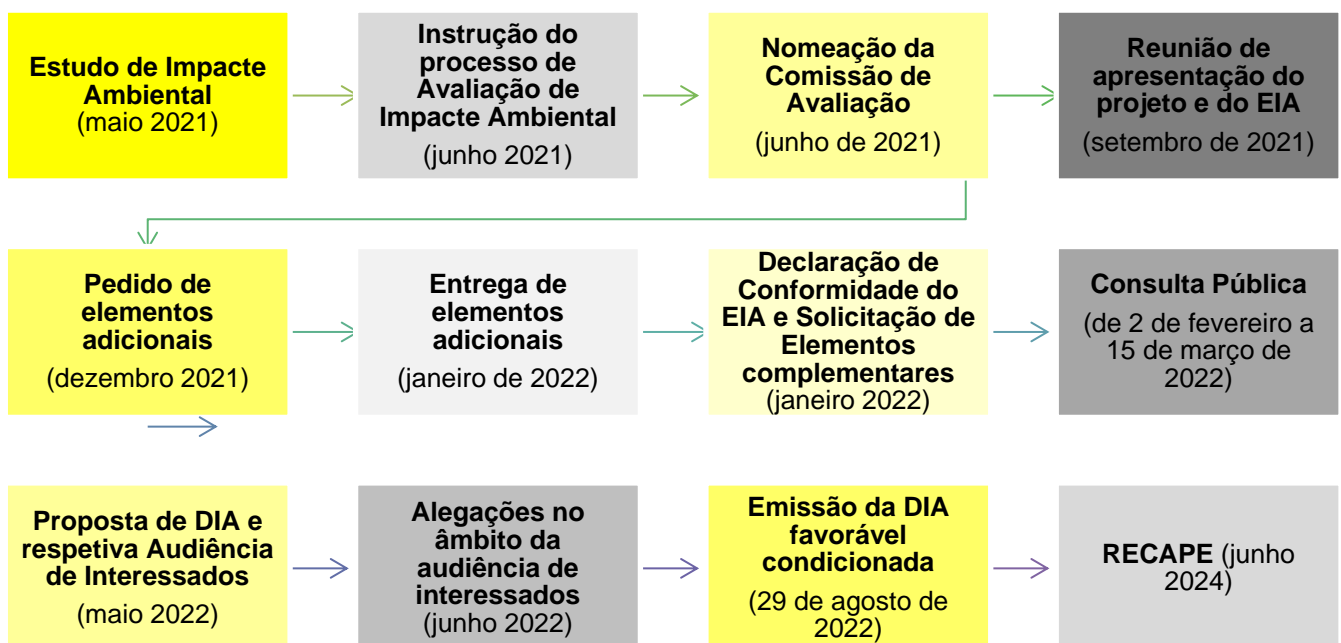 Estudo de Impacte
Ambiental
(maio 2021)
Instrução do
processo de
Avaliação de
Impacte Ambiental
(junho 2021)
Nomeação da
Comissão de
Avaliação
(junho de 2021)
Reunião de
apresentação do
projeto e do EIA
(setembro de 2021)
Pedido de
elementos
adicionais
(dezembro 2021)
Entrega de
elementos
adicionais
(janeiro de 2022)
Declaração de
Conformidade do
EIA e Solicitação de
Elementos
complementares
(janeiro 2022)
Consulta Pública
(de 2 de fevereiro a
15 de março de
2022)
Proposta de DIA e
respetiva Audiência
de Interessados
(maio 2022)
Alegações no
âmbito da
audiência de
interessados
(junho 2022)
Emissão da DIA
favorável
condicionada
(29 de agosto de
2022)
RECAPE (junho
2024)